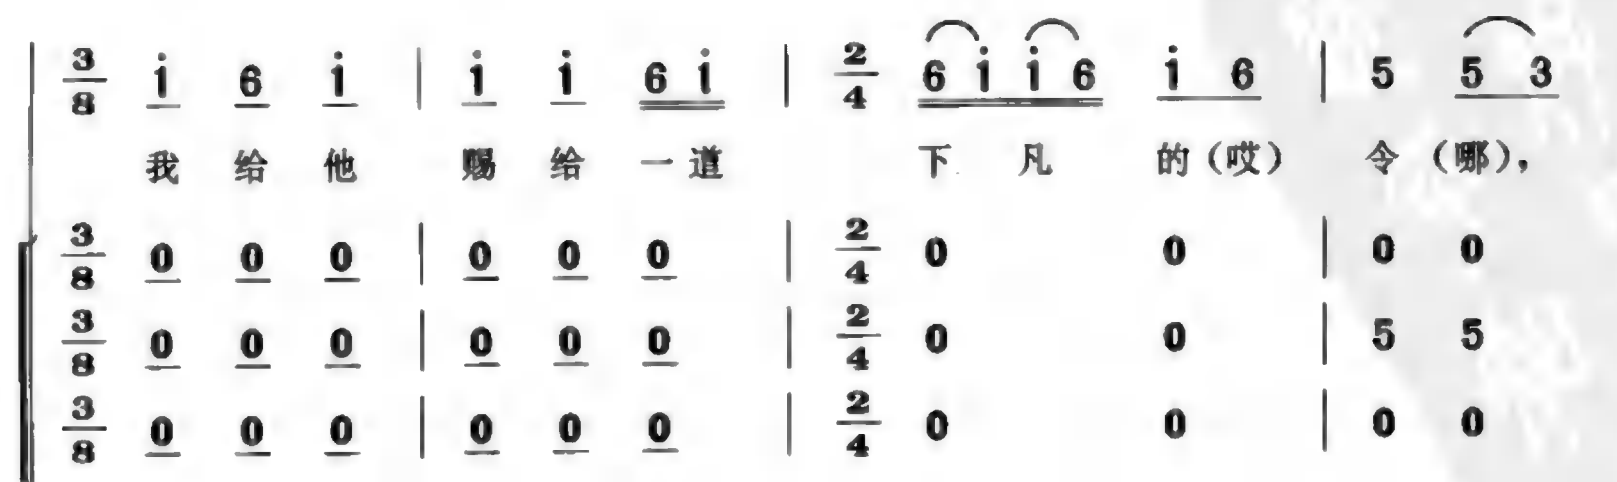 3/8 i 6 i | i i 6 i | 2/4 6 i i 6 i 6 | 5 5 3
我 给 他 赐 给 一 道 下 凡 的（哎） 令（哪），
3/8 0 0 0 | 0 0 0 | 2/4 0 0 | 0 0
3/8 0 0 0 | 0 0 0 | 2/4 0 0 | 5 5
3/8 0 0 0 | 0 0 0 | 2/4 0 0 | 0 0